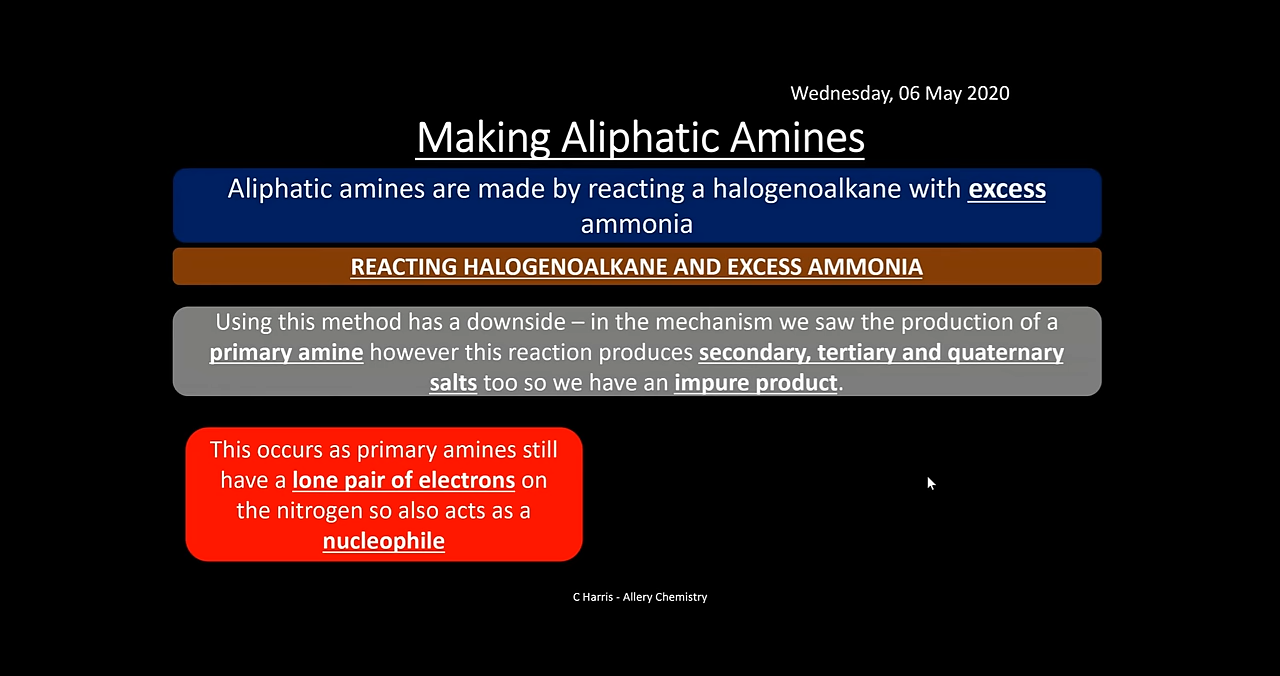 Wednesday, 06 May 2020
Making Aliphatic Amines
Aliphatic amines are made by reacting a halogenoalkane with excess
ammonia
REACTING HALOGENOALKANE AND EXCESS AMMONIA
Using this method has a downside – in the mechanism we saw the production of a
primary amine however this reaction produces secondary, tertiary and quaternary
salts too so we have an impure product.
This occurs as primary amines still
have a lone pair of electrons on
the nitrogen so also acts as a
nucleophile
C Harris - Allery Chemistry